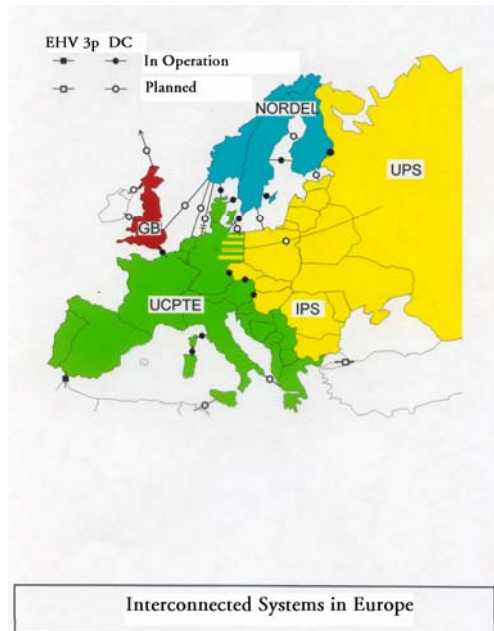 EHV 3p DC
In Operation
Planned
NORDEL
UPS
GB
UCPTE
IPS
Interconnected Systems in Europe